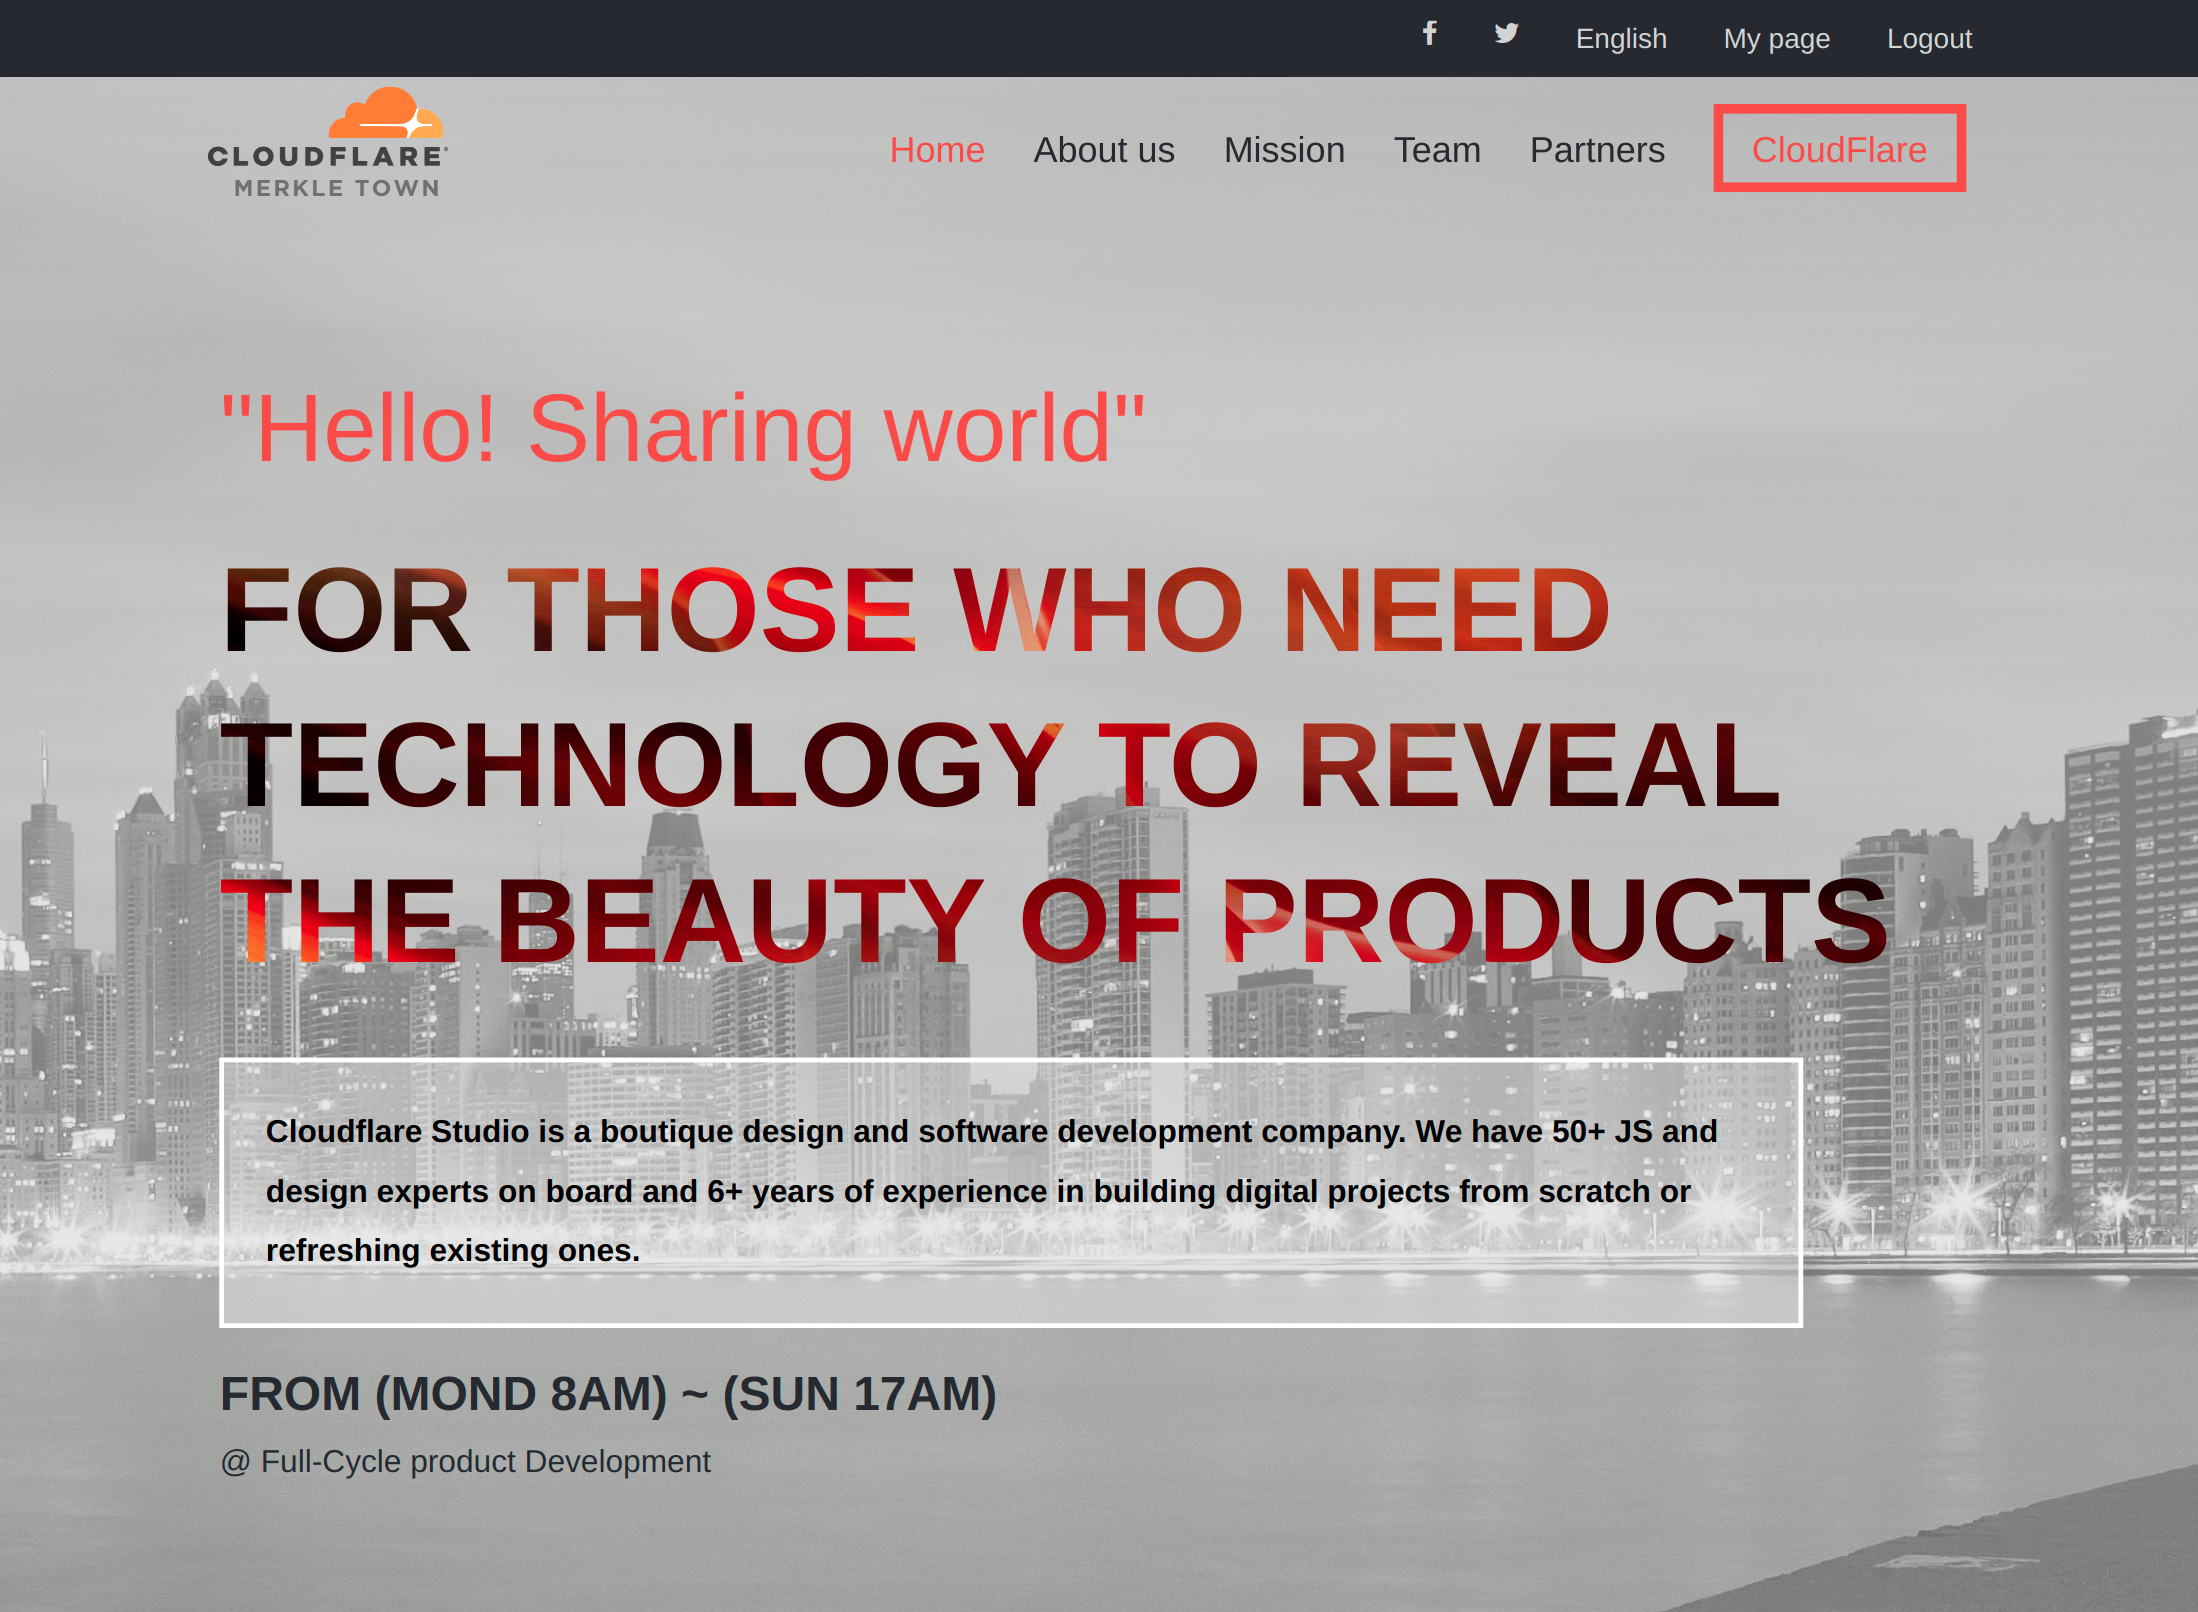 English My page Logout
CLOUDFLARE
MERKLE TOWN
Home About us Mission Team Partners CloudFlare
"Hello! Sharing world"
FOR THOSE WHO NEED
TECHNOLOGY TO REVEAL
THE BEAUTY OF PRODUCTS
Cloudflare Studio is a boutique design and software development company. We have 50+ JS and
design experts on board and 6+ years of experience in building digital projects from scratch or
refreshing existing ones.
FROM (MOND 8AM) ~ (SUN 17AM)
@ Full-Cycle product Development